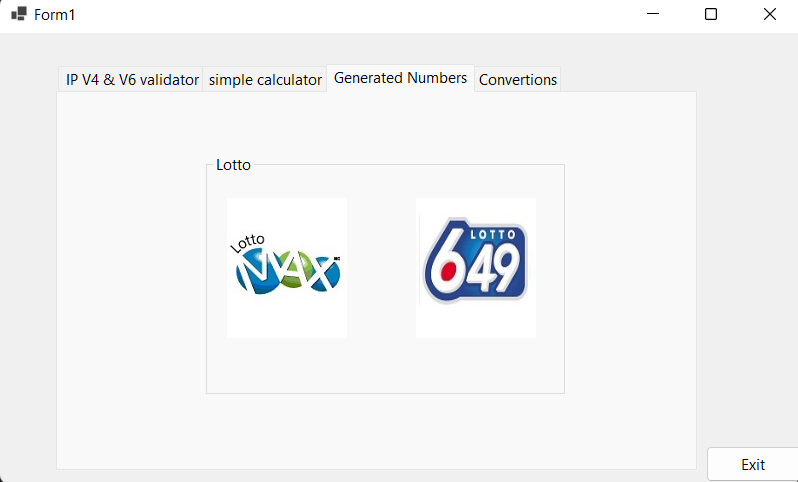 Form1
IP V4 & V6 validator
simple calculator
Generated Numbers
Convertions
Lotto
Lotto
MAX
LOTTO
649
Exit